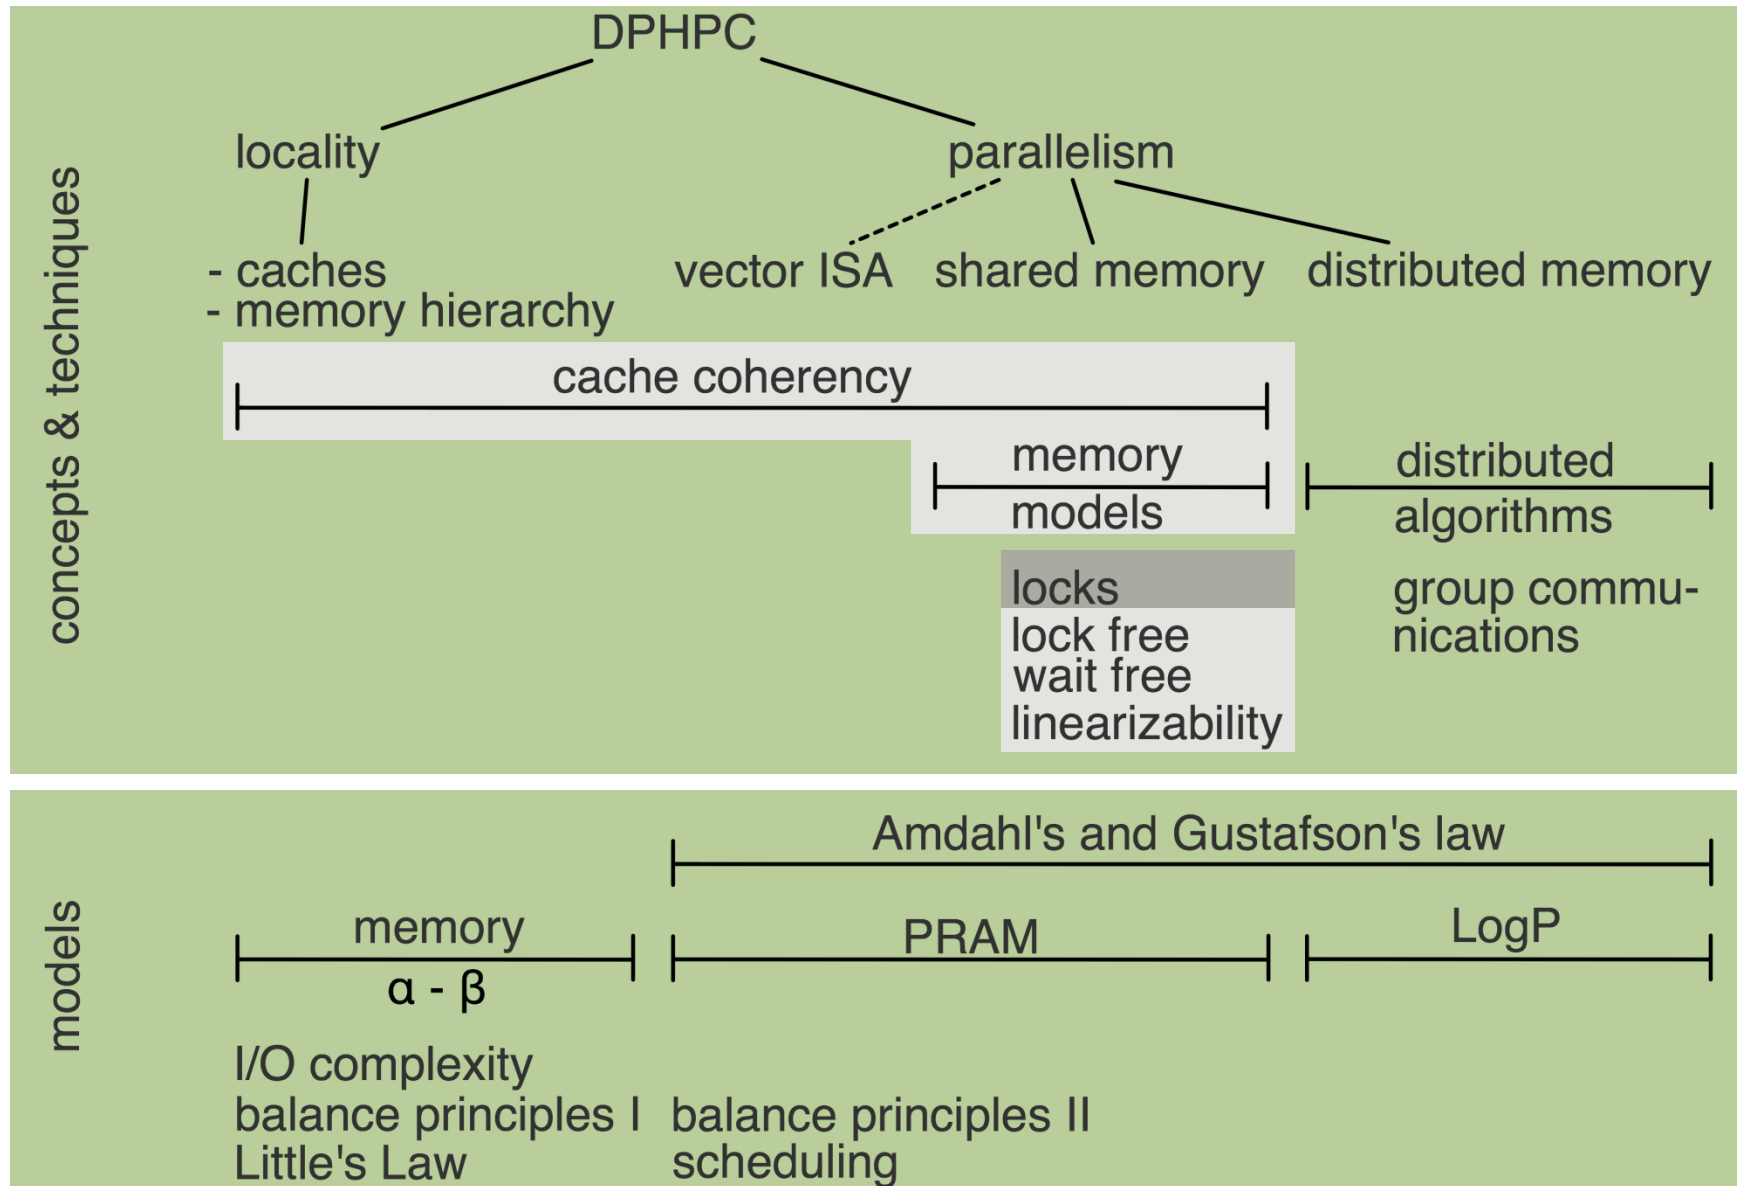 DPHPC
locality
parallelism
- caches
- memory hierarchy
vector ISA
shared memory
distributed memory
cache coherency
memory
models
distributed
algorithms
locks
lock free
wait free
linearizability
group commu-
nications
concepts & techniques
Amdahl's and Gustafson's law
memory
α - β
PRAM
LogP
I/O complexity
balance principles I
Little's Law
balance principles II
scheduling
models